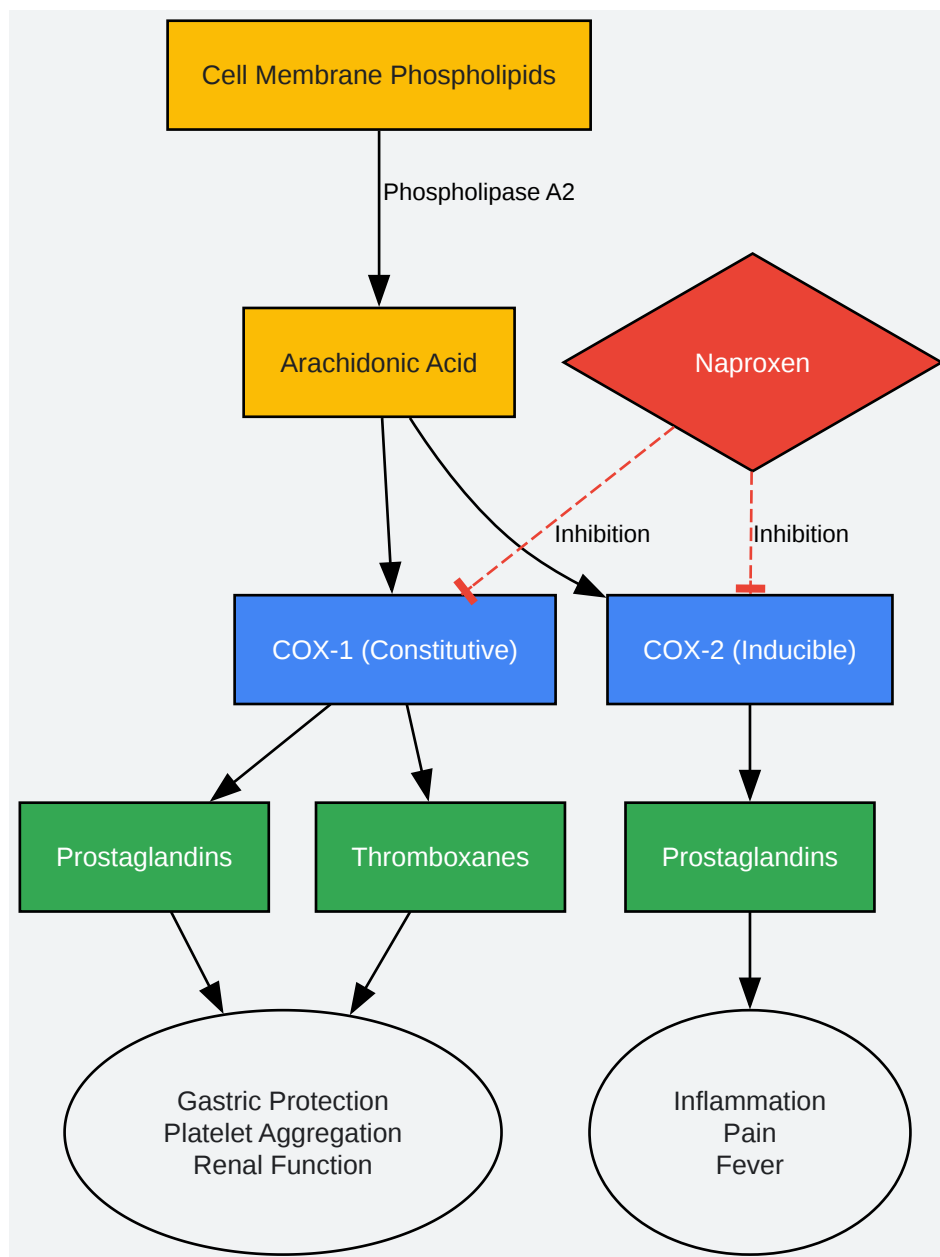 Cell Membrane Phospholipids
Phospholipase A2
Arachidonic Acid
Naproxen
Inhibition
Inhibition
COX-1 (Constitutive)
COX-2 (Inducible)
Prostaglandins
Thromboxanes
Prostaglandins
Gastric Protection
Platelet Aggregation
Renal Function
Inflammation
Pain
Fever